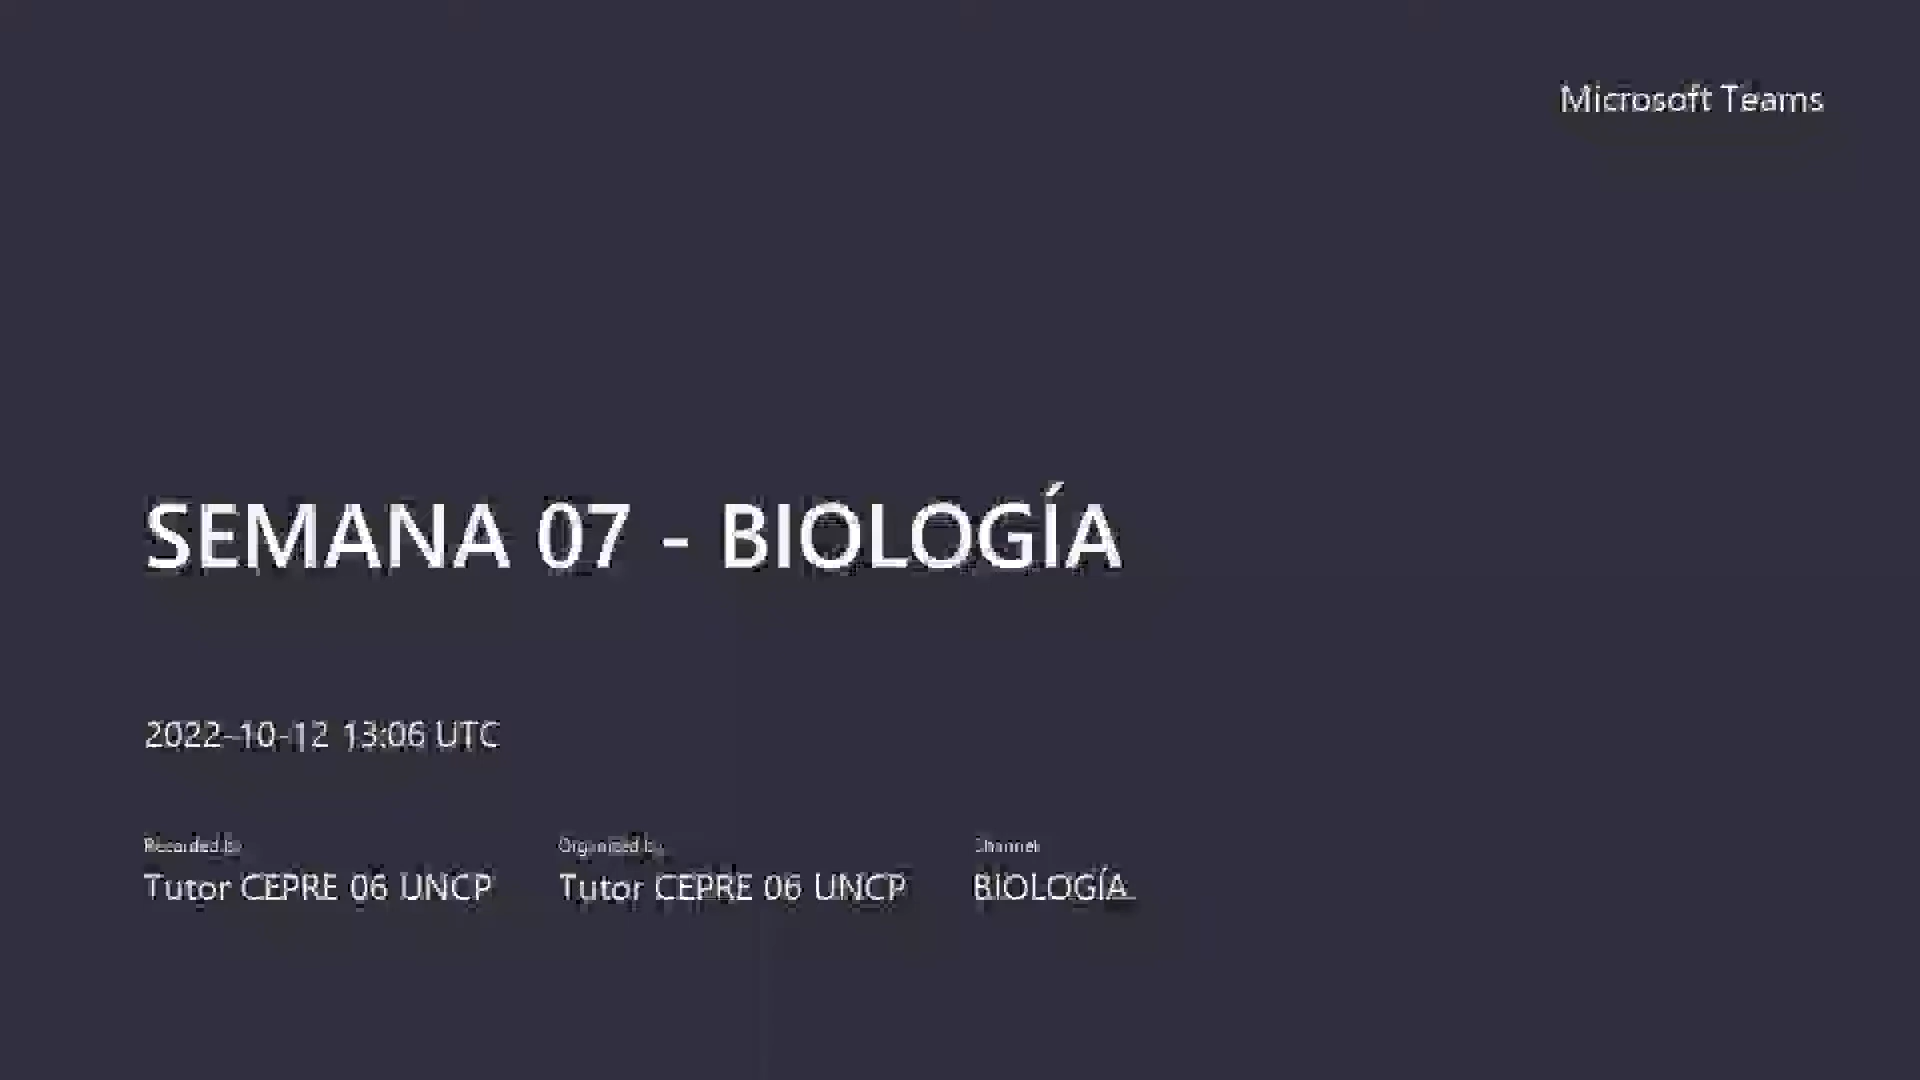 Microsoft Teams
SEMANA 07 - BIOLOGÍA
2022-10-12 13:06 UTC
Recorded by Organized by Channel
Tutor CEPRE 06 UNCP Tutor CEPRE 06 UNCP BIOLOGÍA